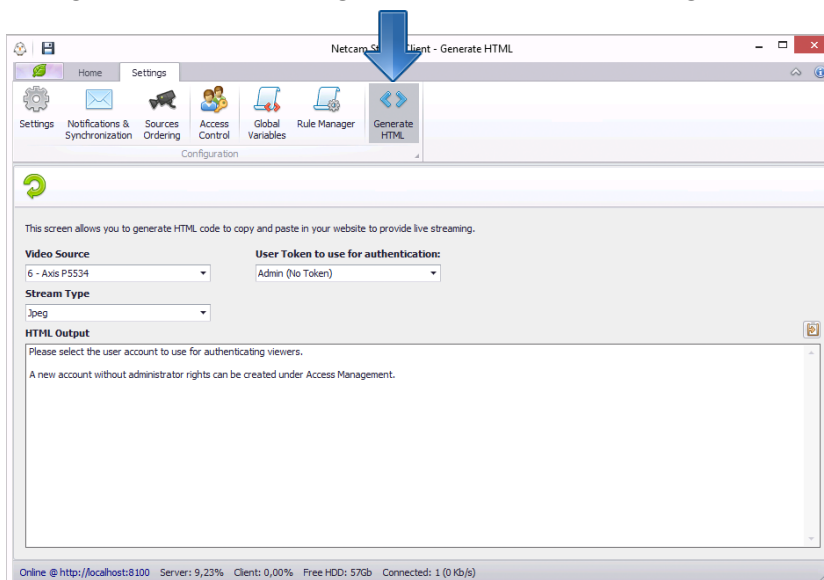 Netcam St Client - Generate HTML
Home Settings
Settings
Notifications &
Synchronization
Sources
Ordering
Access
Control
Global
Variables
Rule Manager
Generate
HTML
Configuration
This screen allows you to generate HTML code to copy and paste in your website to provide live streaming.
Video Source User Token to use for authentication:
6 - Axis P5534 Admin (No Token)
Stream Type
Jpeg
HTML Output
Please select the user account to use for authenticating viewers.
A new account without administrator rights can be created under Access Management.
Online @ http://localhost:8100 Server: 9,23% Client: 0,00% Free HDD: 57Gb Connected: 1 (0 Kb/s)